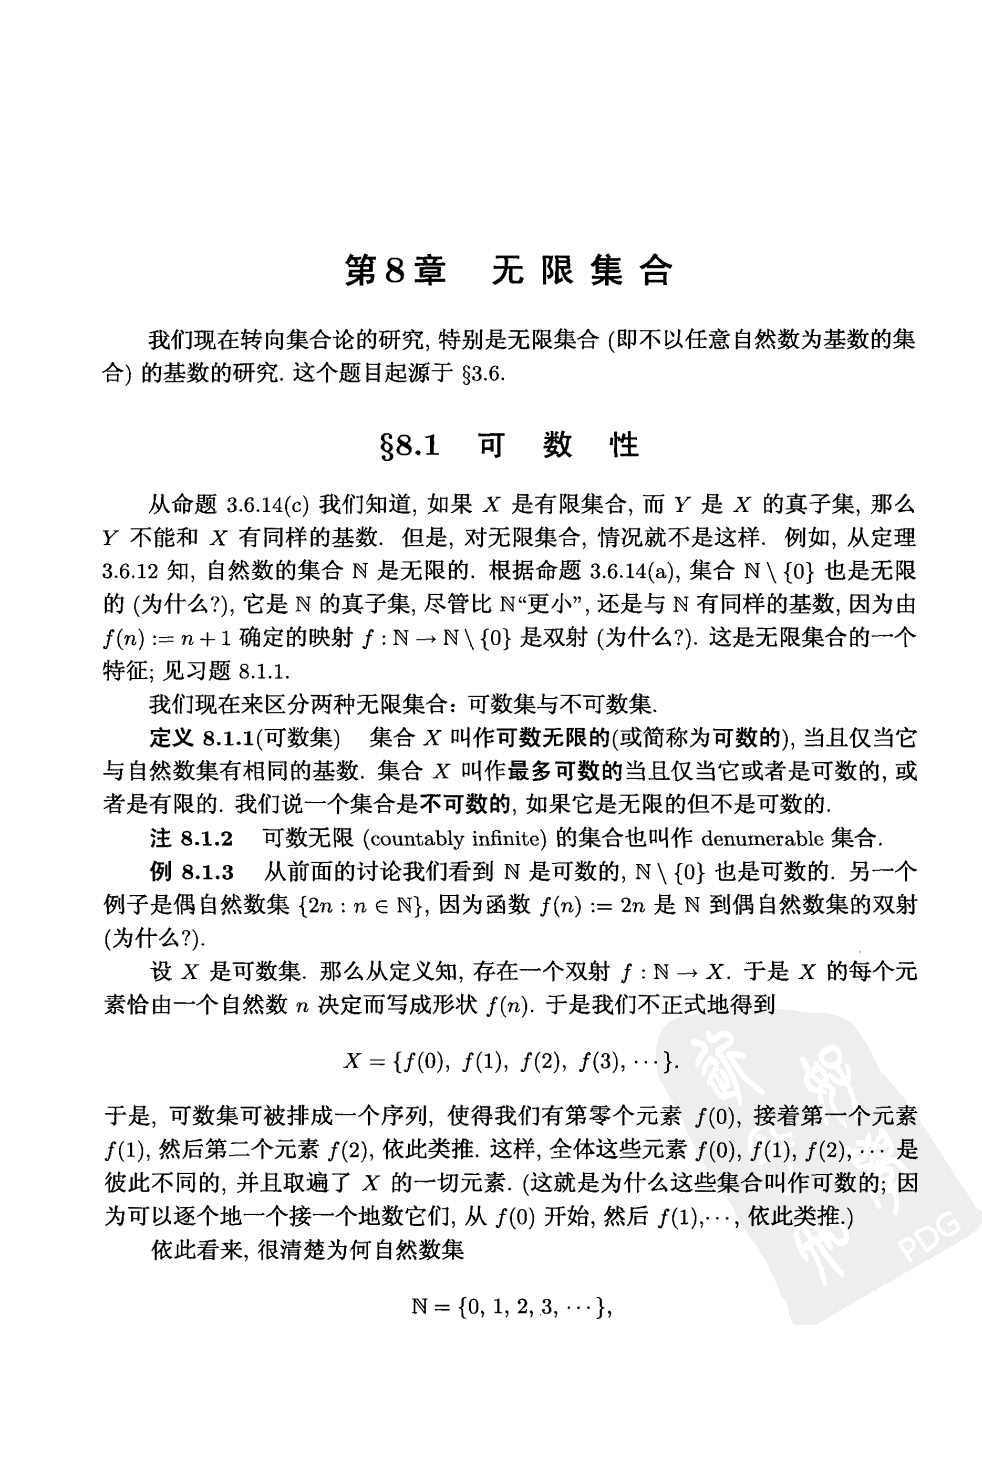 第8章 无限集合
我们现在转向集合论的研究, 特别是无限集合 (即不以任意自然数为基数的集
合) 的基数的研究. 这个题目起源于 §3.6.
§8.1 可数性
从命题 3.6.14(c) 我们知道, 如果 X 是有限集合, 而 Y 是 X 的真子集, 那么
Y 不能和 X 有同样的基数. 但是, 对无限集合, 情况就不是这样. 例如, 从定理
3.6.12 知, 自然数的集合 ℕ 是无限的. 根据命题 3.6.14(a), 集合 ℕ \ {0} 也是无限
的 (为什么?), 它是 ℕ 的真子集, 尽管比 ℕ“更小”, 还是与 ℕ 有同样的基数, 因为由
f(n) := n + 1 确定的映射 f : ℕ → ℕ \ {0} 是双射 (为什么?). 这是无限集合的一个
特征; 见习题 8.1.1.
我们现在来区分两种无限集合: 可数集与不可数集.
定义 8.1.1(可数集) 集合 X 叫作可数无限的(或简称为可数的), 当且仅当它
与自然数集有相同的基数. 集合 X 叫作最多可数的当且仅当它或者是可数的, 或
者是有限的. 我们说一个集合是不可数的, 如果它是无限的但不是可数的.
注 8.1.2 可数无限 (countably infinite) 的集合也叫作 denumerable 集合.
例 8.1.3 从前面的讨论我们看到 ℕ 是可数的, ℕ \ {0} 也是可数的. 另一个
例子是偶自然数集 {2n : n ∈ ℕ}, 因为函数 f(n) := 2n 是 ℕ 到偶自然数集的双射
(为什么?).
设 X 是可数集. 那么从定义知, 存在一个双射 f : ℕ → X. 于是 X 的每个元
素恰由一个自然数 n 决定而写成形状 f(n). 于是我们不正式地得到
X = {f(0), f(1), f(2), f(3), ···}.
于是, 可数集可被排成一个序列, 使得我们有第零个元素 f(0), 接着第一个元素
f(1), 然后第二个元素 f(2), 依此类推. 这样, 全体这些元素 f(0), f(1), f(2), ··· 是
彼此不同的, 并且取遍了 X 的一切元素. (这就是为什么这些集合叫作可数的; 因
为可以逐个地一个接一个地数它们, 从 f(0) 开始, 然后 f(1),···, 依此类推.)
依此看来, 很清楚为何自然数集
ℕ = {0, 1, 2, 3, ···},
PDG